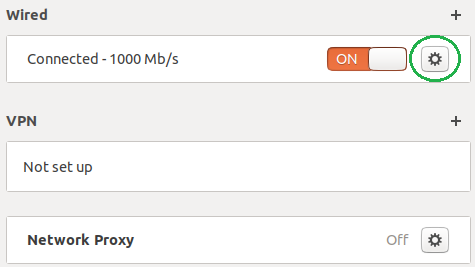 Wired +
Connected - 1000 Mb/s ON
VPN +
Not set up
Network Proxy Off